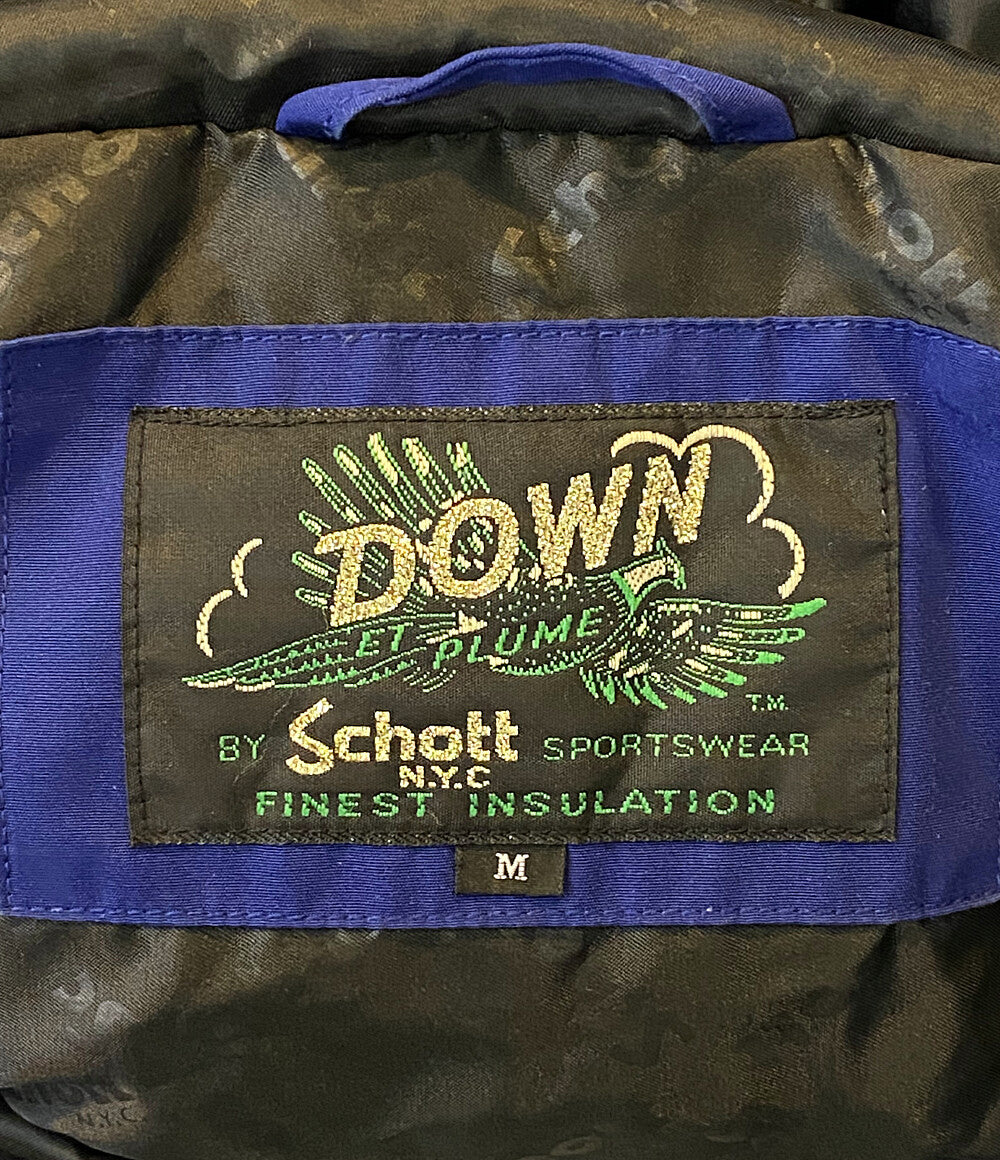 DOWN
ET PLUME
T.M.
BY Schott SPORTSWEAR
N.Y.C
FINEST INSULATION
M
N.Y.C.